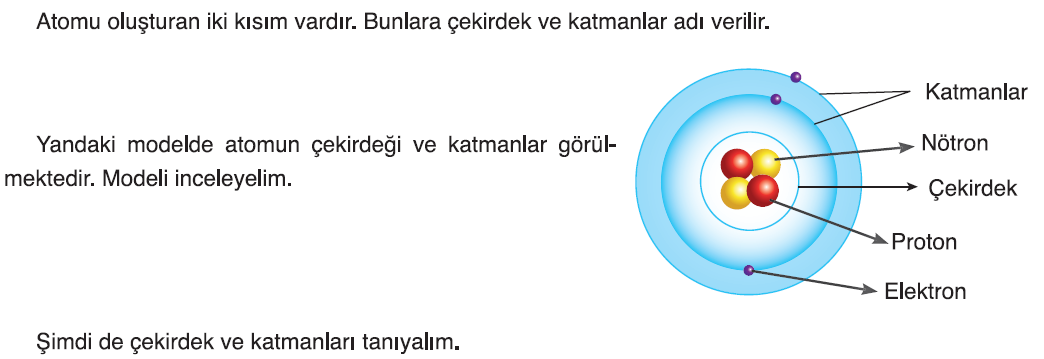 Atomu oluşturan iki kısım vardır. Bunlara çekirdek ve katmanlar adı verilir.
Katmanlar
Yandaki modelde atomun çekirdeği ve katmanlar görül-
mektedir. Modeli inceleyelim.
Nötron
Çekirdek
Proton
Elektron
Şimdi de çekirdek ve katmanları tanıyalım.